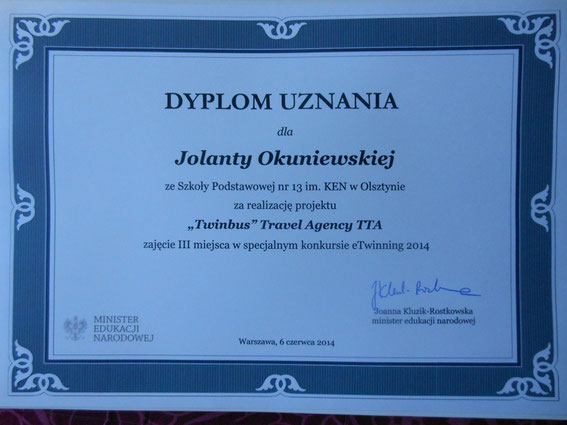 DYPLOM UZNANIA
dla
Jolanty Okuniewskiej
ze Szkoły Podstawowej nr 13 im. KEN w Olsztynie
za realizację projektu
„Twinbus” Travel Agency TTA
zajęcie III miejsca w specjalnym konkursie eTwinning 2014
Joanna Kluzik-Rostkowska
minister edukacji narodowej
MINISTER
EDUKACJI
NARODOWEJ
Warszawa, 6 czerwca 2014